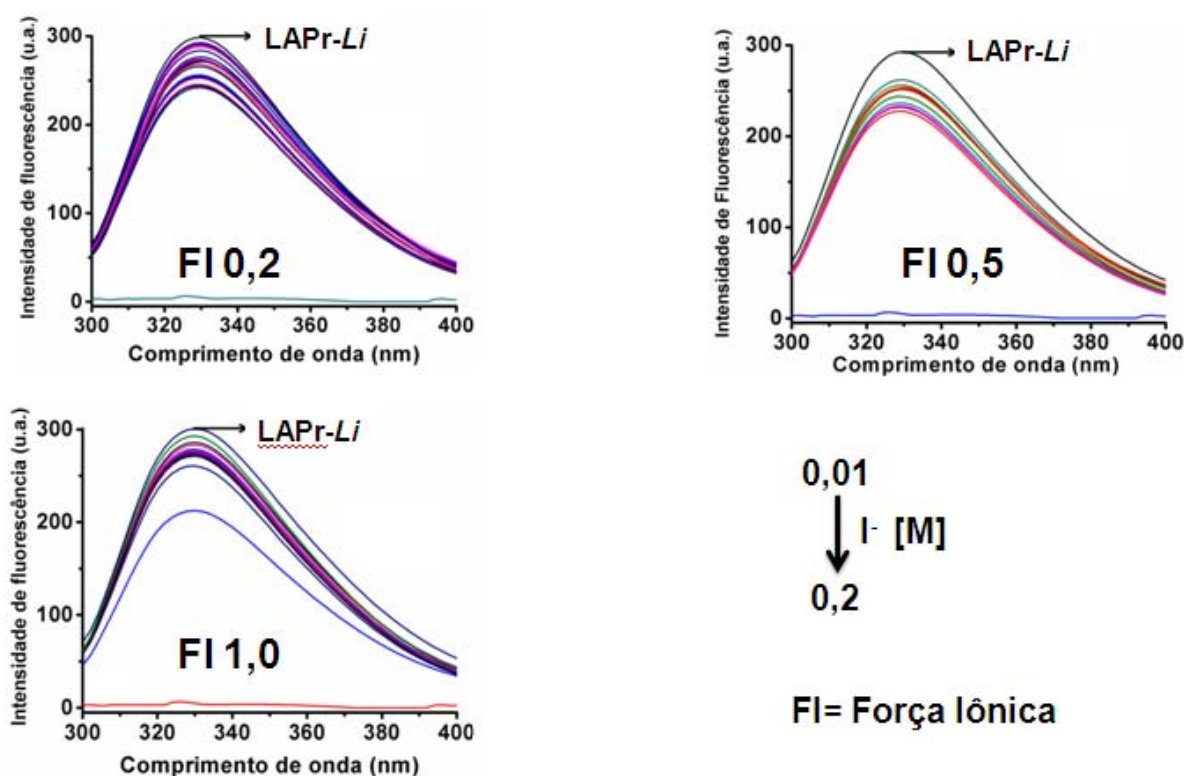 Intensidade de fluorescência (u.a.)
300
200
100
0
LAPr-Li
FI 0,2
300 320 340 360 380 400
Comprimento de onda (nm)
Intensidade de Fluorescência (u.a.)
300
200
100
0
LAPr-Li
FI 0,5
300 320 340 360 380 400
Comprimento de onda (nm)
Intensidade de fluorescência (u.a.)
300
200
100
0
LAPr-Li
FI 1,0
300 320 340 360 380 400
Comprimento de onda (nm)
0,01
I- [M]
0,2
FI= Força Iônica